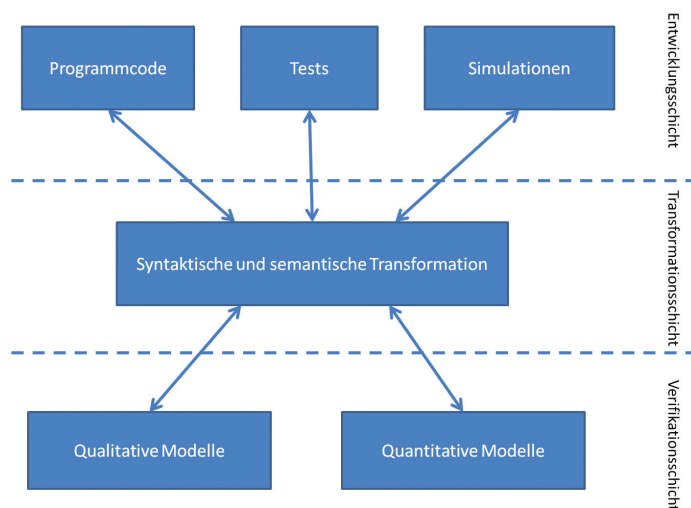 Programmcode
Tests
Simulationen
Entwicklungsschicht
Syntaktische und semantische Transformation
Transformationsschicht
Qualitative Modelle
Quantitative Modelle
Verifikationsschicht